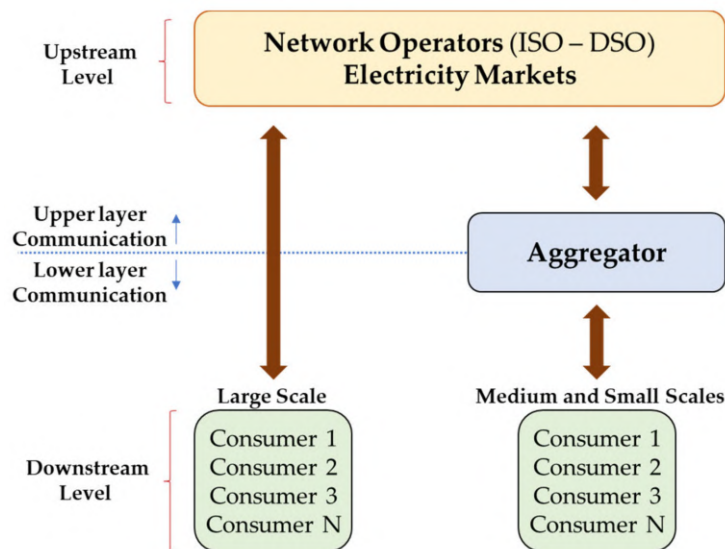 Upstream
Level
Network Operators (ISO – DSO)
Electricity Markets
Upper layer
Communication
Lower layer
Communication
Aggregator
Large Scale
Medium and Small Scales
Downstream
Level
Consumer 1
Consumer 2
Consumer 3
Consumer N
Consumer 1
Consumer 2
Consumer 3
Consumer N